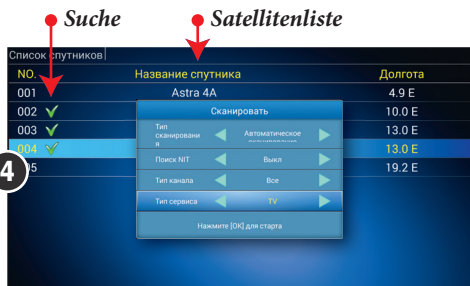 Suche Satellitenliste
Список спутников
NO. Название спутника Долгота
001 Astra 4A 4.9 E
002 10.0 E
Сканировать
003 13.0 E
Тип сканирования Автоматическое
004 13.0 E
Поиск NIT Выкл
4
19.2 E
Тип канала Все
Тип сервиса TV
Нажмите [OK] для старта